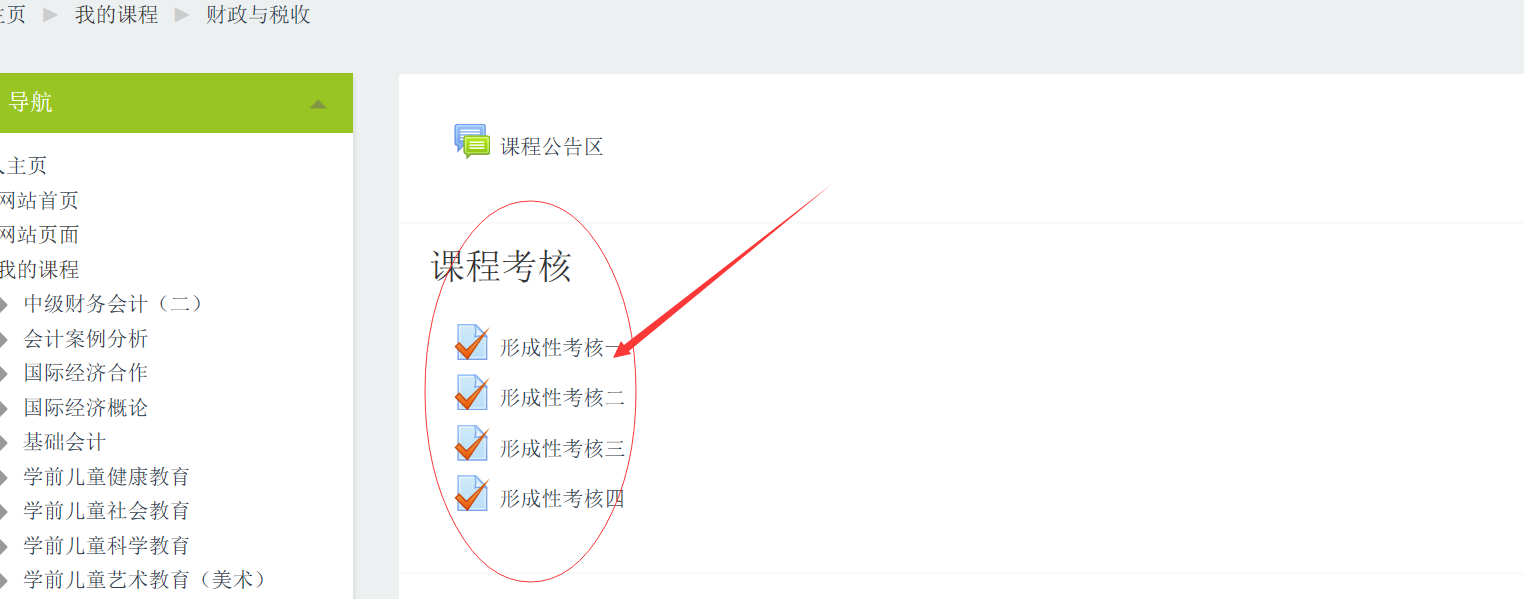 主页 我的课程 财政与税收
导航
人主页
网站首页
网站页面
我的课程
中级财务会计（二）
会计案例分析
国际经济合作
国际经济概论
基础会计
学前儿童健康教育
学前儿童社会教育
学前儿童科学教育
学前儿童艺术教育（美术）
课程公告区
课程考核
形成性考核一
形成性考核二
形成性考核三
形成性考核四